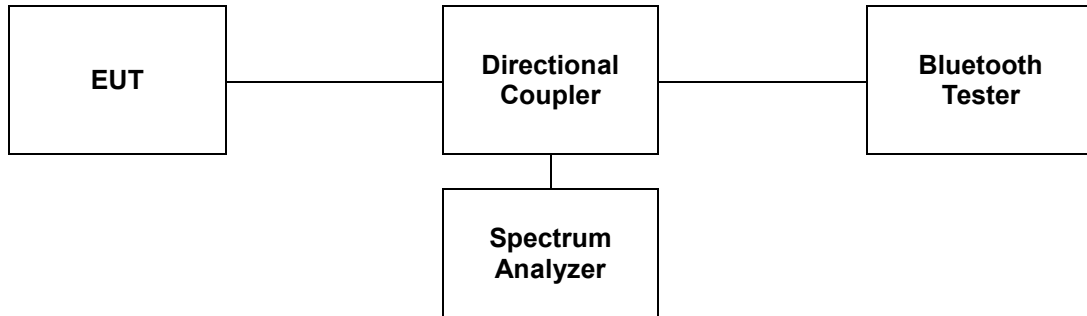 EUT
Directional
Coupler
Bluetooth
Tester
Spectrum
Analyzer